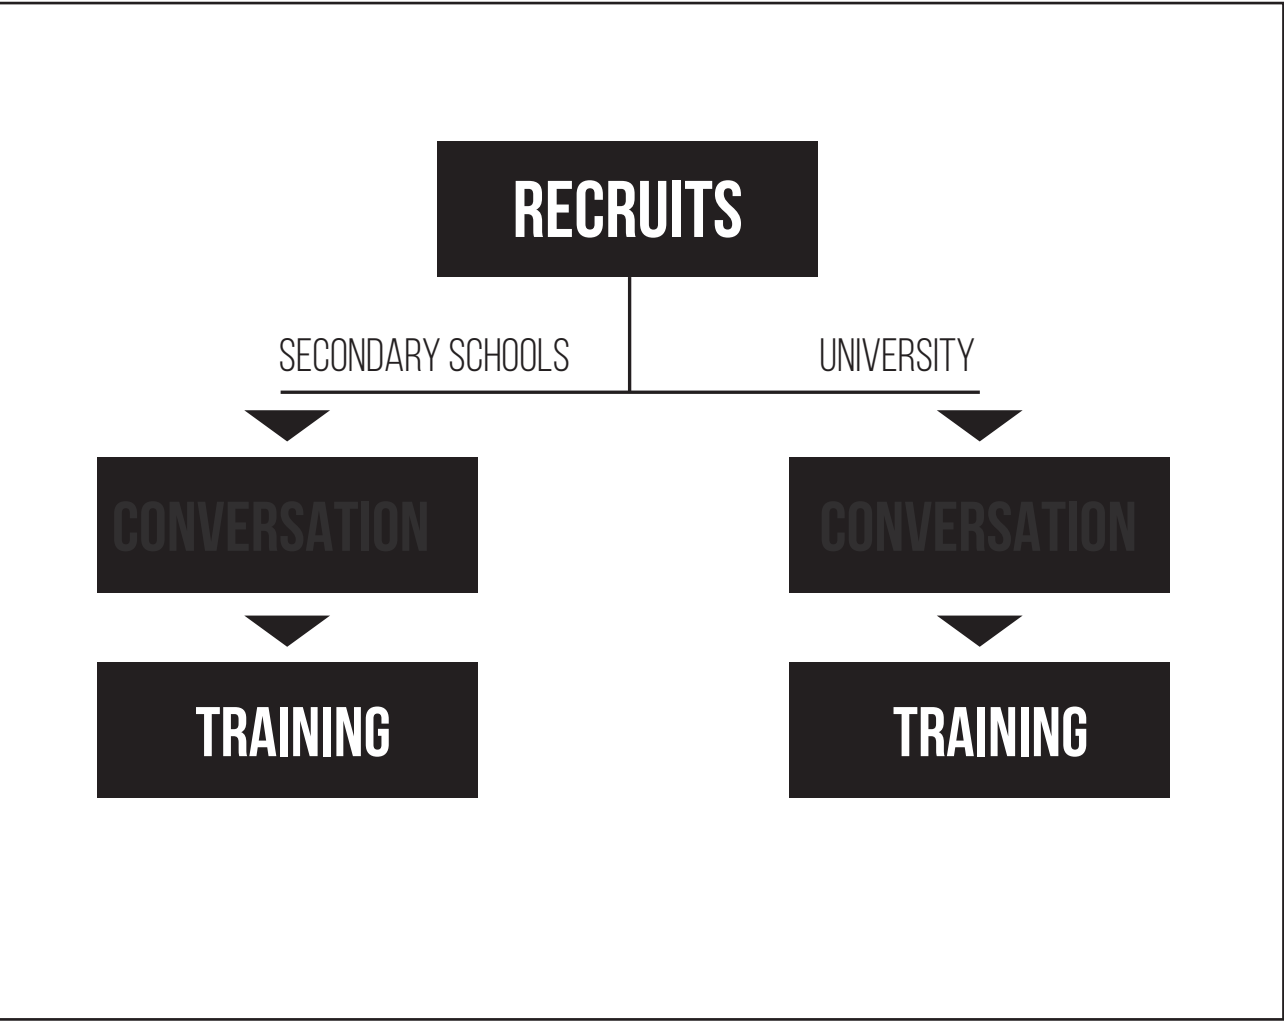 RECRUITS
SECONDARY SCHOOLS
UNIVERSITY
CONVERSATION
CONVERSATION
TRAINING
TRAINING